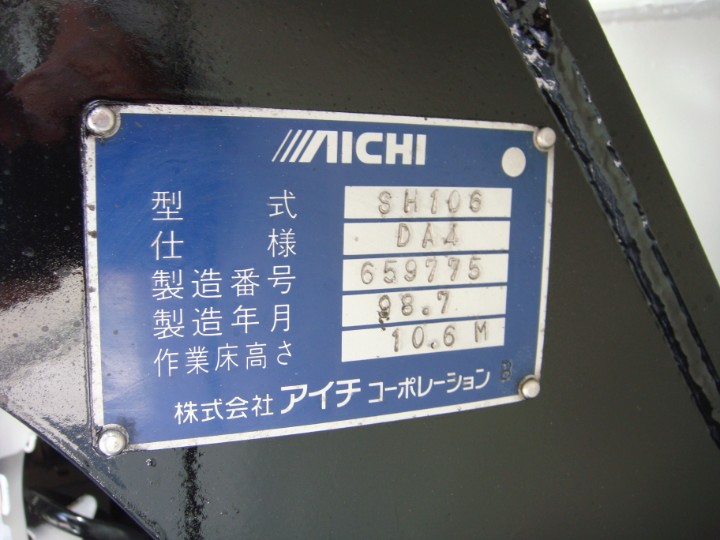 AICHI
型式 SH106
仕様 DA4
製造番号 659775
製造年月 98.7
作業床高さ 10.6M
株式会社 アイチ コーポレーション B